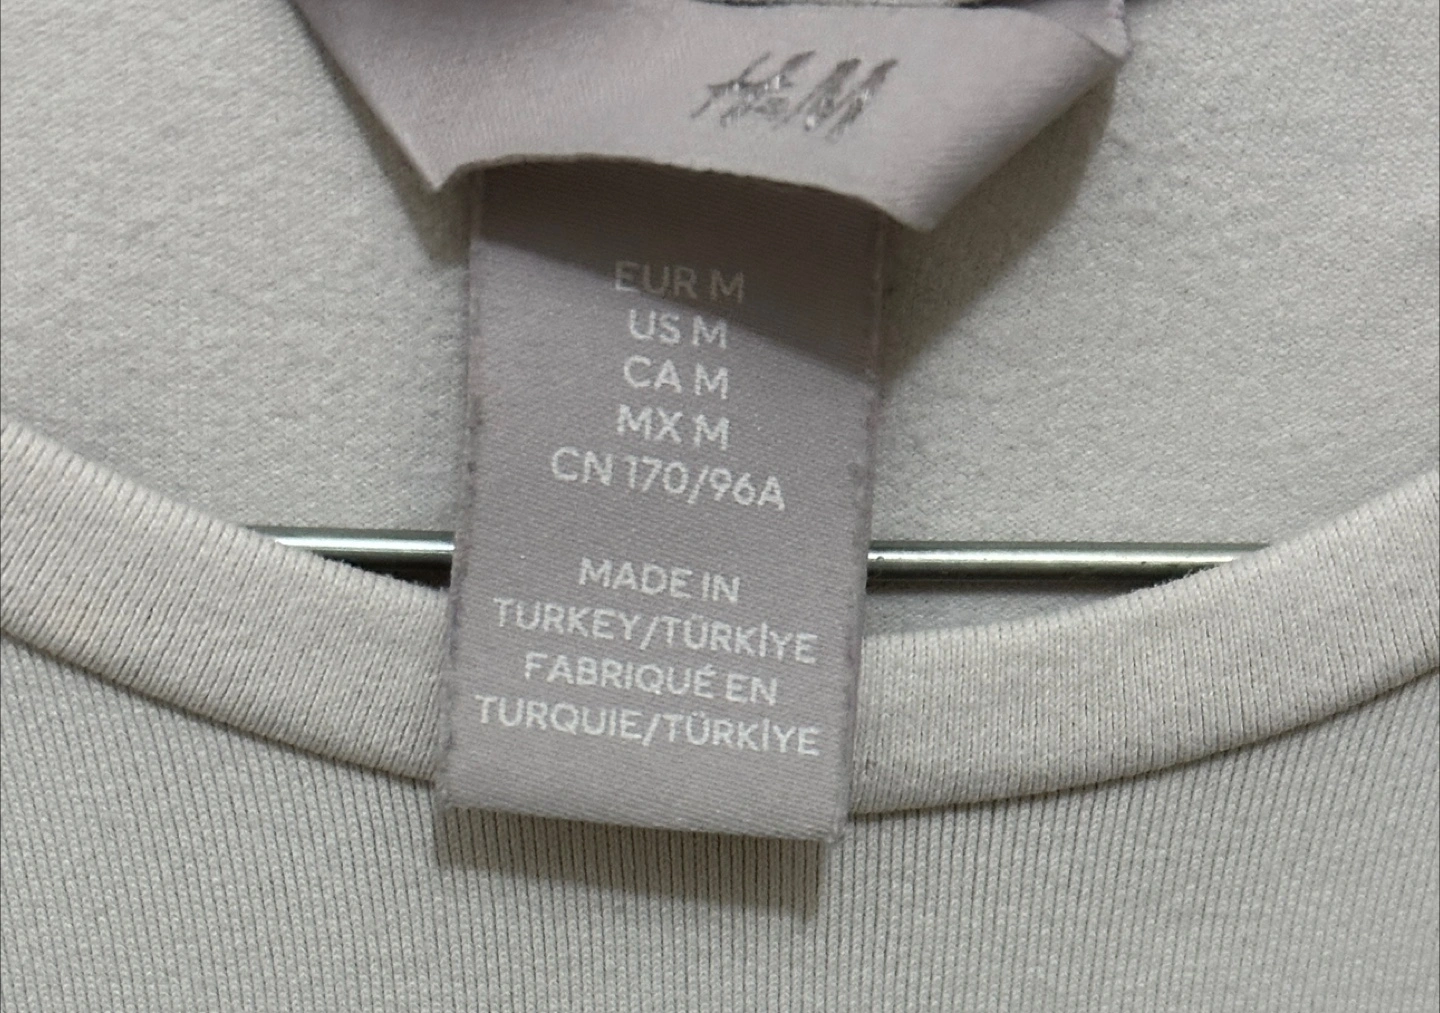 H&M
EUR M
US M
CA M
MX M
CN 170/96A
MADE IN
TURKEY/TÜRKİYE
FABRIQUÉ EN
TURQUIE/TÜRKİYE